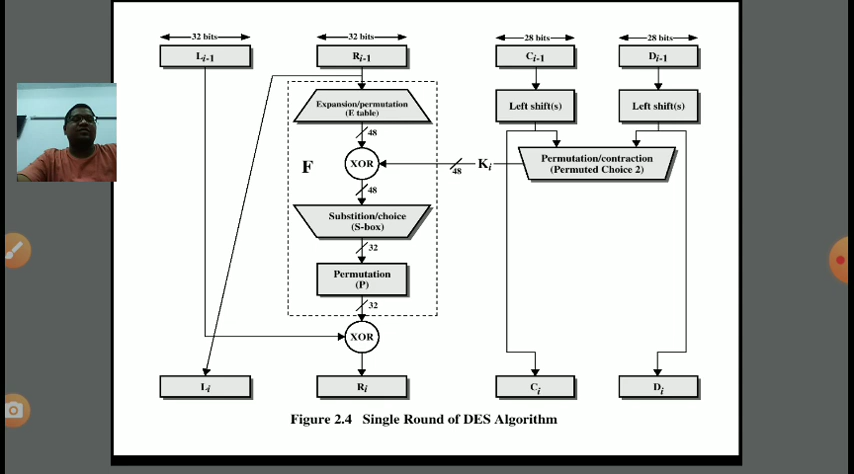 32 bits
32 bits
28 bits
28 bits
Li-1
Ri-1
Ci-1
Di-1
Expansion/permutation
(E table)
Left shift(s)
Left shift(s)
48
F
XOR
48
Ki
Permutation/contraction
(Permuted Choice 2)
48
Substition/choice
(S-box)
32
Permutation
(P)
32
XOR
Li
Ri
Ci
Di
Figure 2.4 Single Round of DES Algorithm